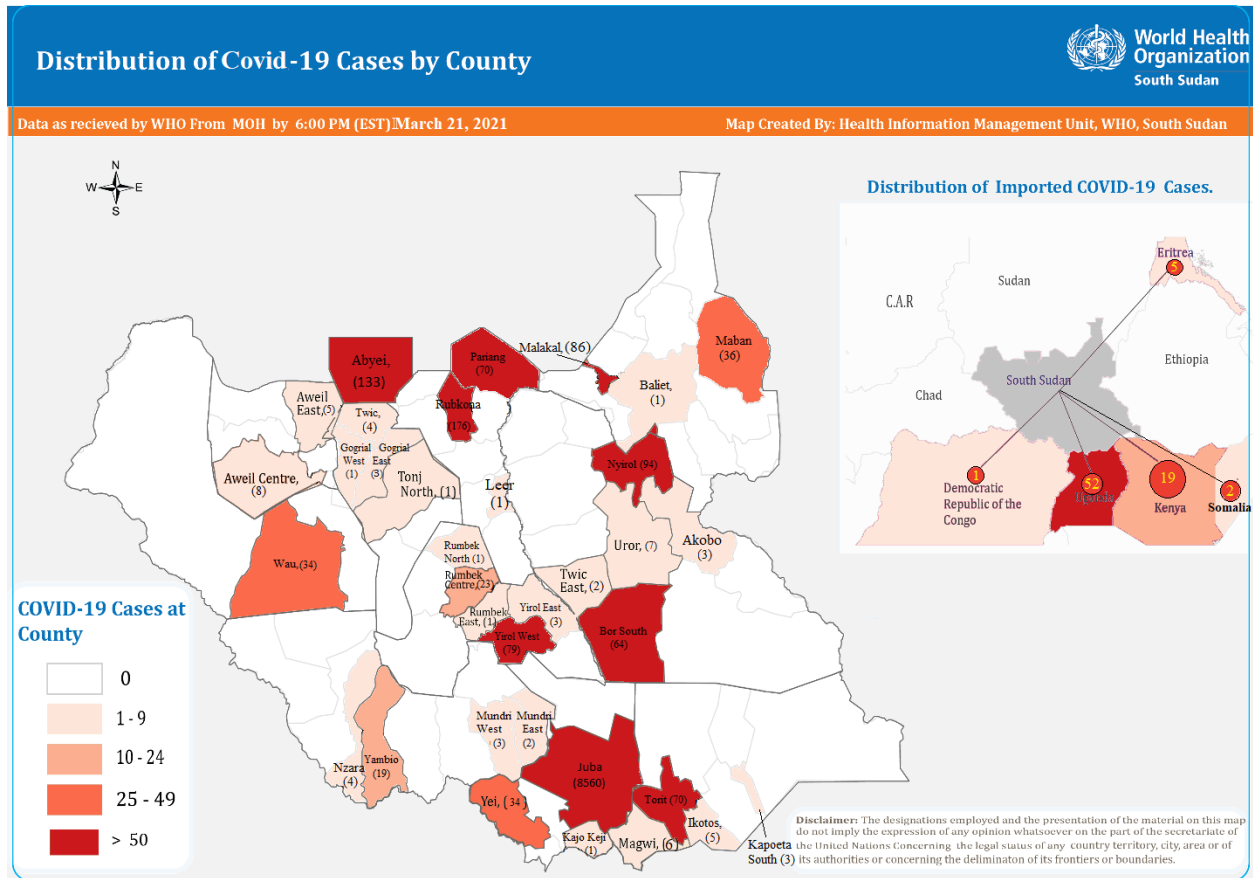 Distribution of Covid -19 Cases by County
World Health
Organization
South Sudan
Data as recieved by WHO From MOH by 6:00 PM (EST) March 21, 2021
Map Created By: Health Information Management Unit, WHO, South Sudan
N
W E
S
Distribution of Imported COVID-19 Cases.
Eritrea
5
Sudan
C.A.R
Ethiopia
South Sudan
Chad
1
Democratic
Republic of the
Congo
52
Uganda
19
Kenya
2
Somalia
Maban
(36)
Malakal, (86)
Pariang
(70)
Abyei,
(133)
Baliet,
(1)
Rubkona
(176)
Aweil
East,(5)
Twic,
(4)
Gogrial
West
(1)
Gogrial
East
(3)
Tonj
North, (1)
Nyirol (94)
Aweil Centre,
(8)
Leer
(1)
Wau, (34)
Uror, (7)
Akobo
(3)
Rumbek
North (1)
Rumbek
Centre,(23)
Twic
East, (2)
Rumbek
East, (1)
Yirol East
(3)
Yirol West
(79)
Bor South
(64)
COVID-19 Cases at
County
0
1 - 9
10 - 24
25 - 49
> 50
Mundri
West
(3)
Mundri
East
(2)
Nzara
(4)
Yambio
(19)
Juba
(8560)
Yei, ( 34 )
Torit (70)
Ikotos,
(5)
Kajo Keji
(1)
Magwi, (6)
Kapoeta
South (3)
Disclaimer: The designations employed and the presentation of the material on this map
do not imply the expression of any opinion whatsoever on the part of the secretariate of
the United Nations Concerning the legal status of any country territory, city, area or of
its authorities or concerning the deliminaton of its frontiers or boundaries.